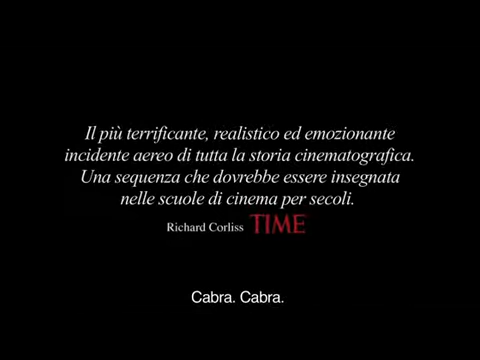 Il più terrificante, realistico ed emozionante
incidente aereo di tutta la storia cinematografica.
Una sequenza che dovrebbe essere insegnata
nelle scuole di cinema per secoli.
Richard Corliss TIME
Cabra. Cabra.